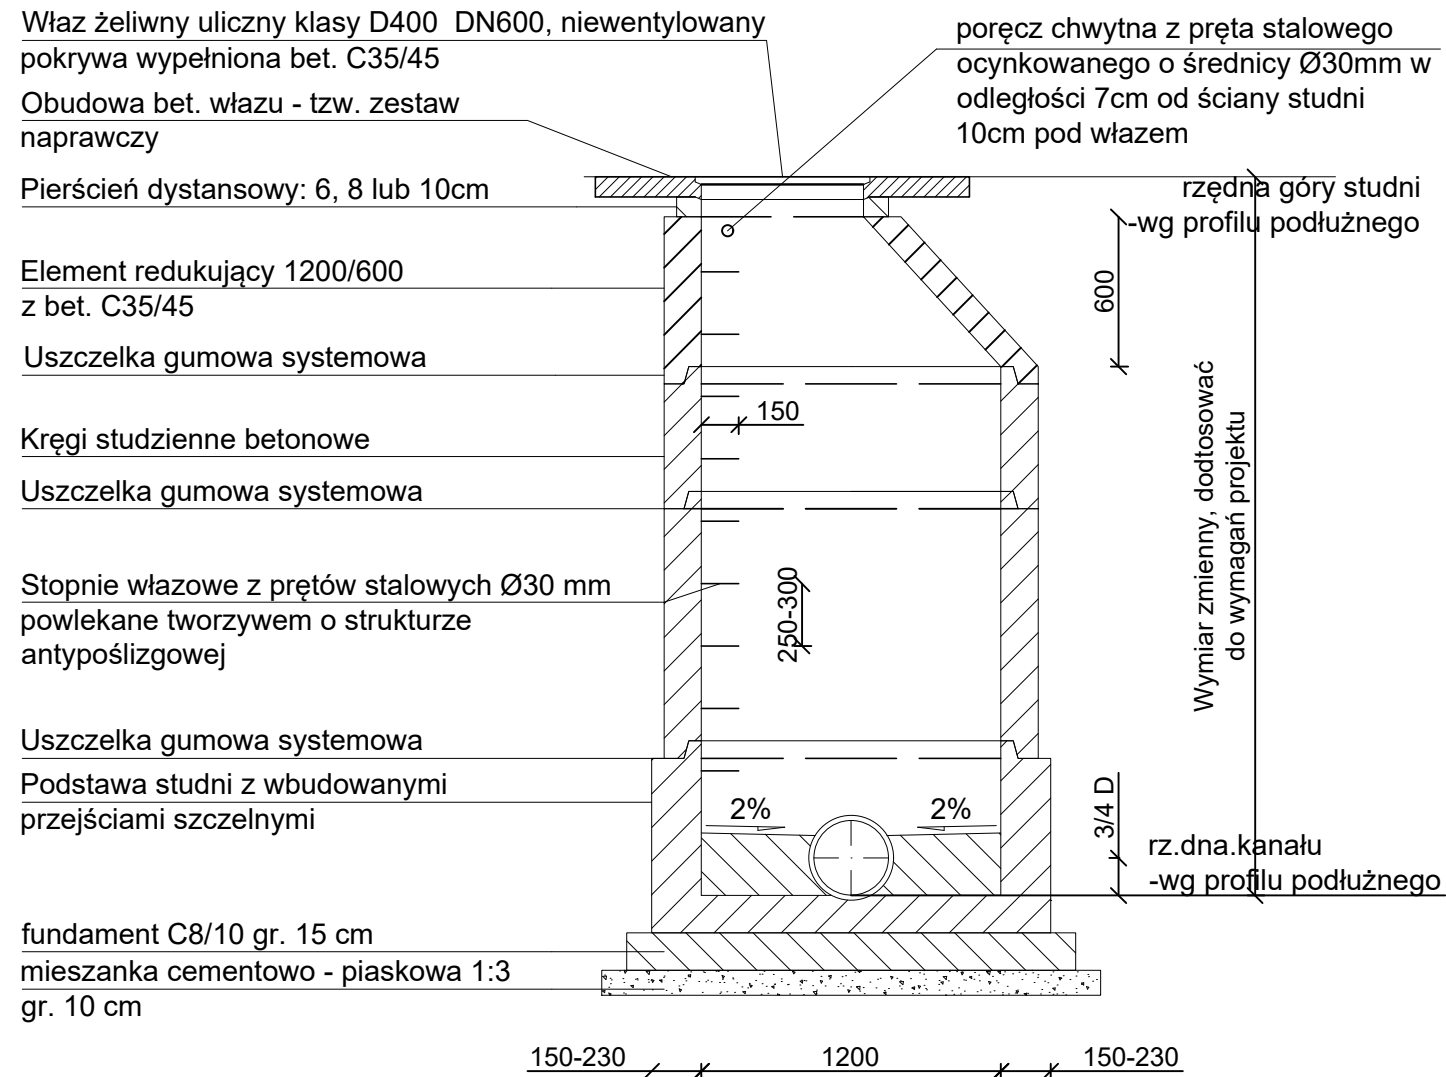 Właz żeliwny uliczny klasy D400 DN600, niewentylowany
pokrywa wypełniona bet. C35/45
Obudowa bet. włazu - tzw. zestaw
naprawczy
Pierścień dystansowy: 6, 8 lub 10cm
Element redukujący 1200/600
z bet. C35/45
Uszczelka gumowa systemowa
Kręgi studzienne betonowe
Uszczelka gumowa systemowa
Stopnie włazowe z prętów stalowych Ø30 mm
powlekane tworzywem o strukturze
antypoślizgowej
Uszczelka gumowa systemowa
Podstawa studni z wbudowanymi
przejściami szczelnymi
fundament C8/10 gr. 15 cm
mieszanka cementowo - piaskowa 1:3
gr. 10 cm
poręcz chwytna z pręta stalowego
ocynkowanego o średnicy Ø30mm w
odległości 7cm od ściany studni
10cm pod włazem
rzędna góry studni
-wg profilu podłużnego
600
150
250-300
Wymiar zmienny, dodtosować
do wymagań projektu
2%
2%
3/4 D
rz.dna.kanału
-wg profilu podłużnego
150-230
1200
150-230